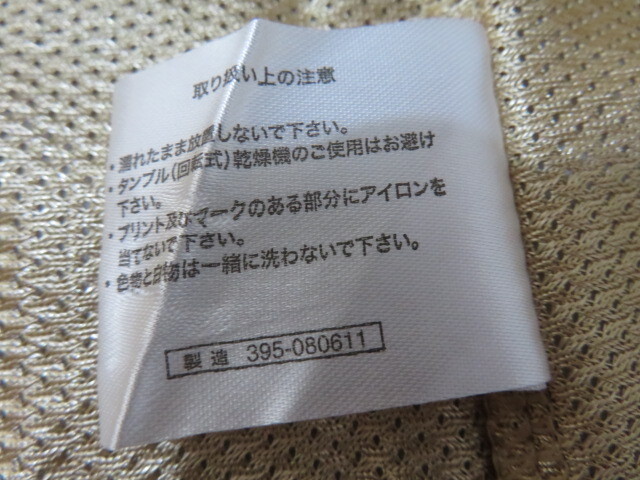 取り扱い上の注意
・濡れたまま放置しないで下さい。
・タンブル(回転式)乾燥機のご使用はお避け
下さい。
・プリント及びマークのある部分にアイロンを
当てないで下さい。
・色物と白物は一緒に洗わないで下さい。
製造 395-080611